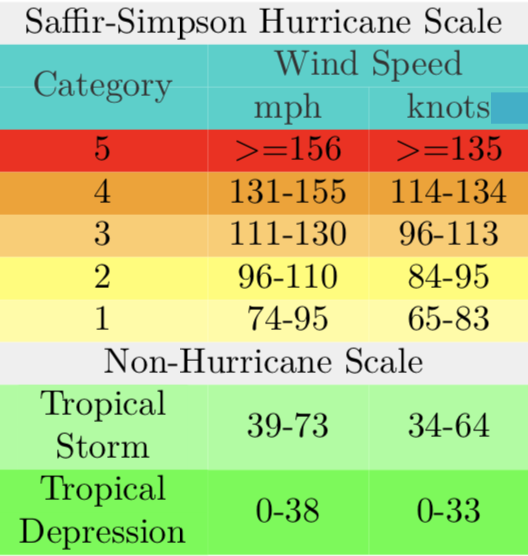 Saffir-Simpson Hurricane Scale
Category Wind Speed
mph knots
5 >=156 >=135
4 131-155 114-134
3 111-130 96-113
2 96-110 84-95
1 74-95 65-83
Non-Hurricane Scale
Tropical
Storm 39-73 34-64
Tropical
Depression 0-38 0-33